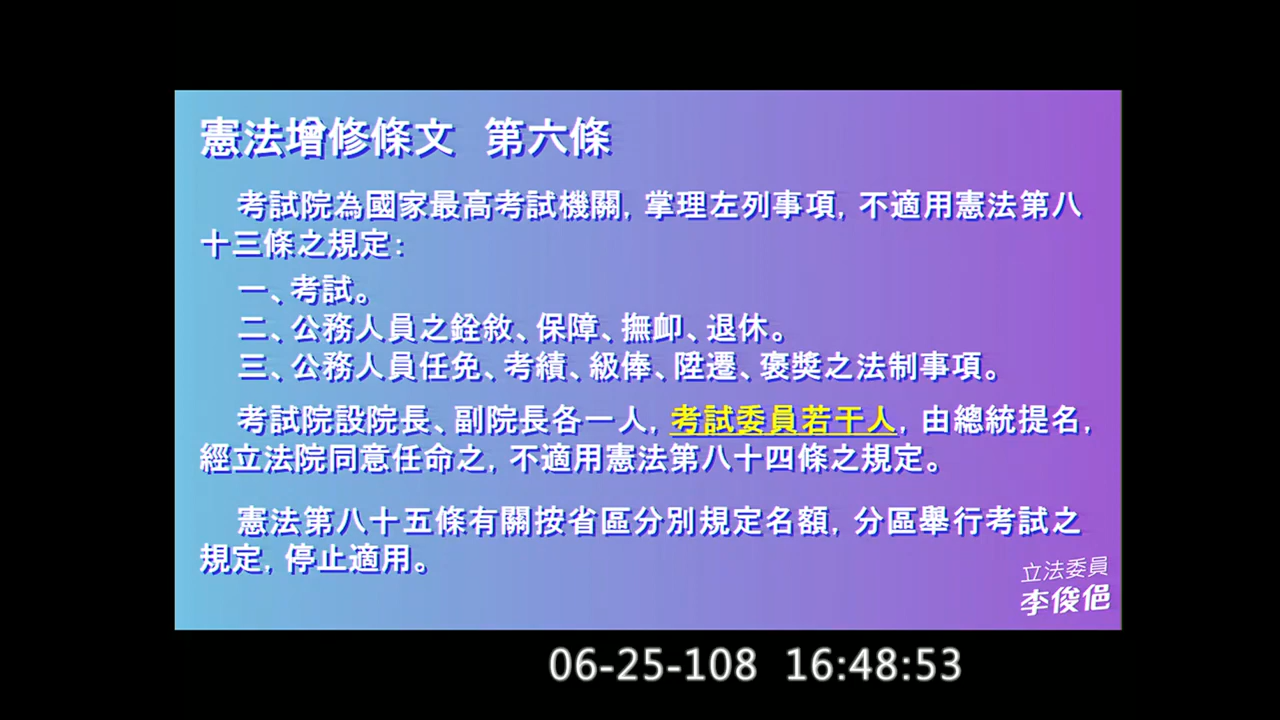 憲法增修條文 第六條
考試院為國家最高考試機關，掌理左列事項，不適用憲法第八
十三條之規定：
一、考試。
二、公務人員之銓敘、保障、撫卹、退休。
三、公務人員任免、考績、級俸、陞遷、褒獎之法制事項。
考試院設院長、副院長各一人，考試委員若干人，由總統提名，
經立法院同意任命之，不適用憲法第八十四條之規定。
憲法第八十五條有關按省區分別規定名額，分區舉行考試之
規定，停止適用。
立法委員
李俊俋
06-25-108 16:48:53